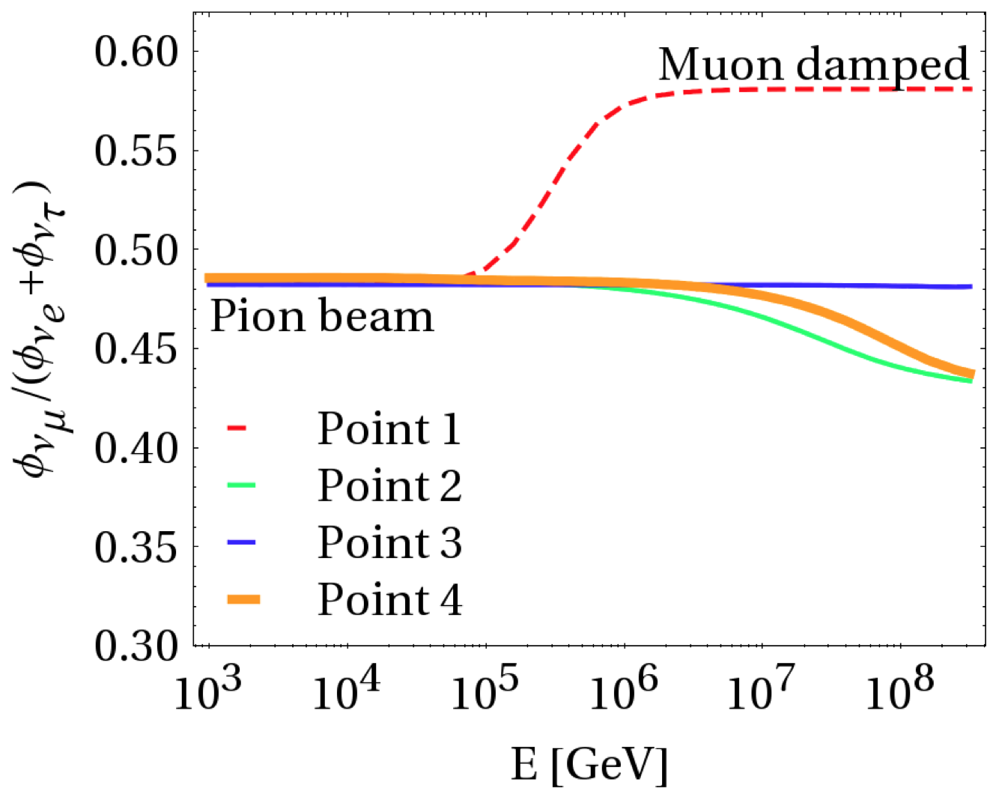 0.60
0.55
0.50
0.45
0.40
0.35
0.30
ϕνμ/(ϕνe+ϕντ)
Muon damped
Pion beam
Point 1
Point 2
Point 3
Point 4
10³ 10⁴ 10⁵ 10⁶ 10⁷ 10⁸
E [GeV]